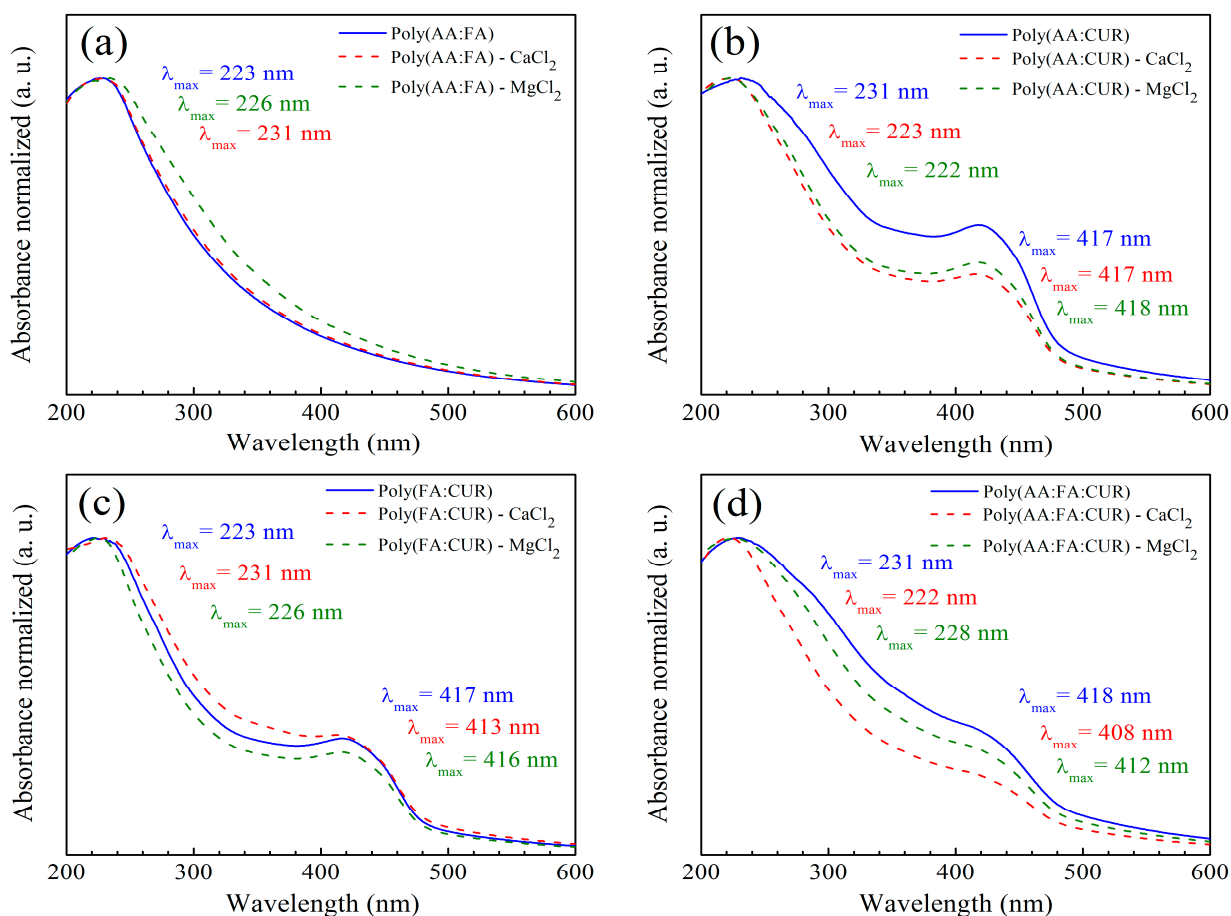 (a)
Poly(AA:FA)
Poly(AA:FA) - CaCl₂
Poly(AA:FA) - MgCl₂
λmax= 223 nm
λmax= 226 nm
λmax= 231 nm
Absorbance normalized (a. u.)
200 300 400 500 600
Wavelength (nm)
(b)
Poly(AA:CUR)
Poly(AA:CUR) - CaCl₂
Poly(AA:CUR) - MgCl₂
λmax= 231 nm
λmax= 223 nm
λmax= 222 nm
λmax= 417 nm
λmax= 417 nm
λmax= 418 nm
Absorbance normalized (a. u.)
200 300 400 500 600
Wavelength (nm)
(c)
Poly(FA:CUR)
Poly(FA:CUR) - CaCl₂
Poly(FA:CUR) - MgCl₂
λmax= 223 nm
λmax= 231 nm
λmax= 226 nm
λmax= 417 nm
λmax= 413 nm
λmax= 416 nm
Absorbance normalized (a. u.)
200 300 400 500 600
Wavelength (nm)
(d)
Poly(AA:FA:CUR)
Poly(AA:FA:CUR) - CaCl₂
Poly(AA:FA:CUR) - MgCl₂
λmax= 231 nm
λmax= 222 nm
λmax= 228 nm
λmax= 418 nm
λmax= 408 nm
λmax= 412 nm
Absorbance normalized (a. u.)
200 300 400 500 600
Wavelength (nm)